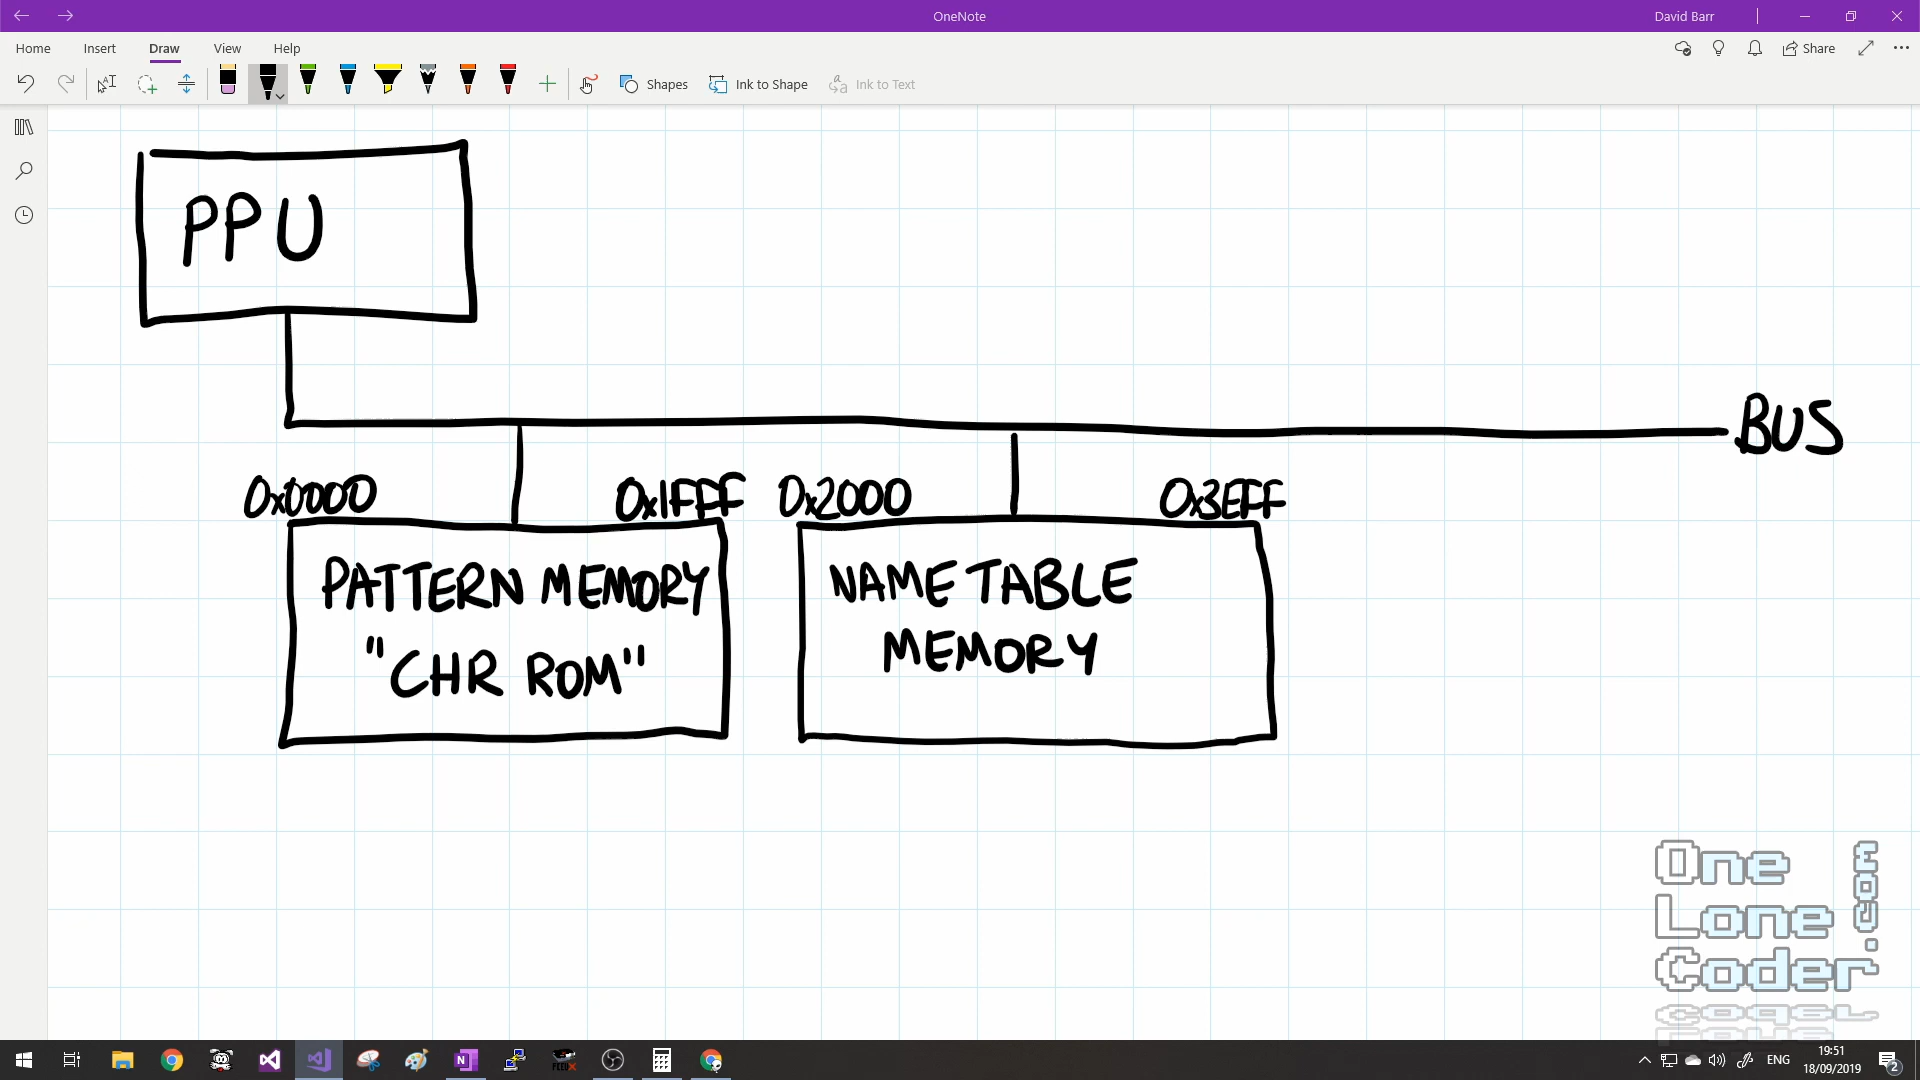 OneNote
David Barr
Home Insert Draw View Help
Share
Shapes Ink to Shape Ink to Text
PPU
BUS
0x0000 0x1FFF 0x2000 0x3EFF
PATTERN MEMORY
"CHR ROM"
NAME TABLE
MEMORY
One
Lone
Coder
.com
ENG
19:51
18/09/2019
2